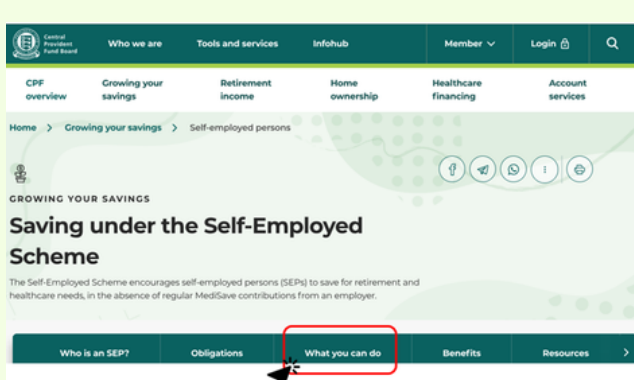 Central
Provident
Fund Board
Who we are
Tools and services
Infohub
Member
Login
CPF
overview
Growing your
savings
Retirement
income
Home
ownership
Healthcare
financing
Account
services
Home > Growing your savings > Self-employed persons
GROWING YOUR SAVINGS
Saving under the Self-Employed
Scheme
The Self-Employed Scheme encourages self-employed persons (SEPs) to save for retirement and
healthcare needs, in the absence of regular MediSave contributions from an employer.
Who is an SEP?
Obligations
What you can do
Benefits
Resources >